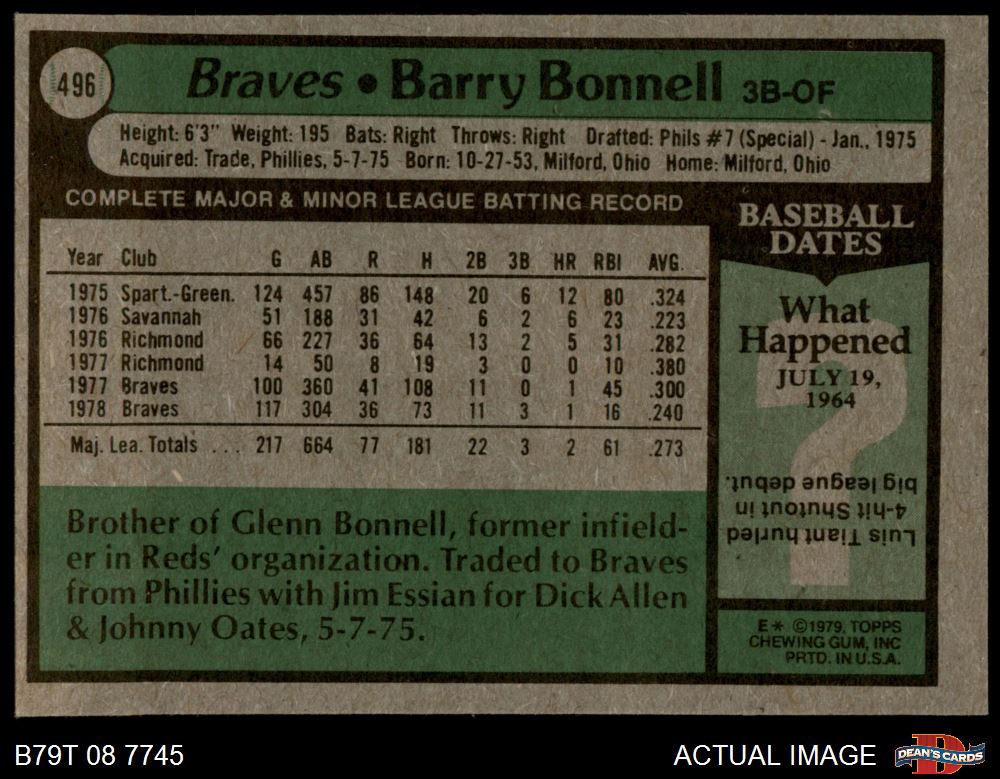 496
Braves • Barry Bonnell 3B-OF
Height: 6'3" Weight: 195 Bats: Right Throws: Right Drafted: Phils #7 (Special) - Jan., 1975
Acquired: Trade, Phillies, 5-7-75 Born: 10-27-53, Milford, Ohio Home: Milford, Ohio
COMPLETE MAJOR & MINOR LEAGUE BATTING RECORD
Year Club G AB R H 2B 3B HR RBI AVG.
1975 Spart.-Green. 124 457 86 148 20 6 12 80 .324
1976 Savannah 51 188 31 42 6 2 6 23 .223
1976 Richmond 66 227 36 64 13 2 5 31 .282
1977 Richmond 14 50 8 19 3 0 0 10 .380
1977 Braves 100 360 41 108 11 0 1 45 .300
1978 Braves 117 304 36 73 11 3 1 16 .240
Maj. Lea. Totals ... 217 664 77 181 22 3 2 61 .273
Brother of Glenn Bonnell, former infield-
er in Reds' organization. Traded to Braves
from Phillies with Jim Essian for Dick Allen
& Johnny Oates, 5-7-75.
BASEBALL
DATES
What
Happened
JULY 19,
1964
Luis Tiant hurled
4-hit Shutout in
big league debut.
E* ©1979, TOPPS
CHEWING GUM, INC
PRTD. IN U.S.A.
B79T 08 7745
ACTUAL IMAGE
DEAN'S CARDS